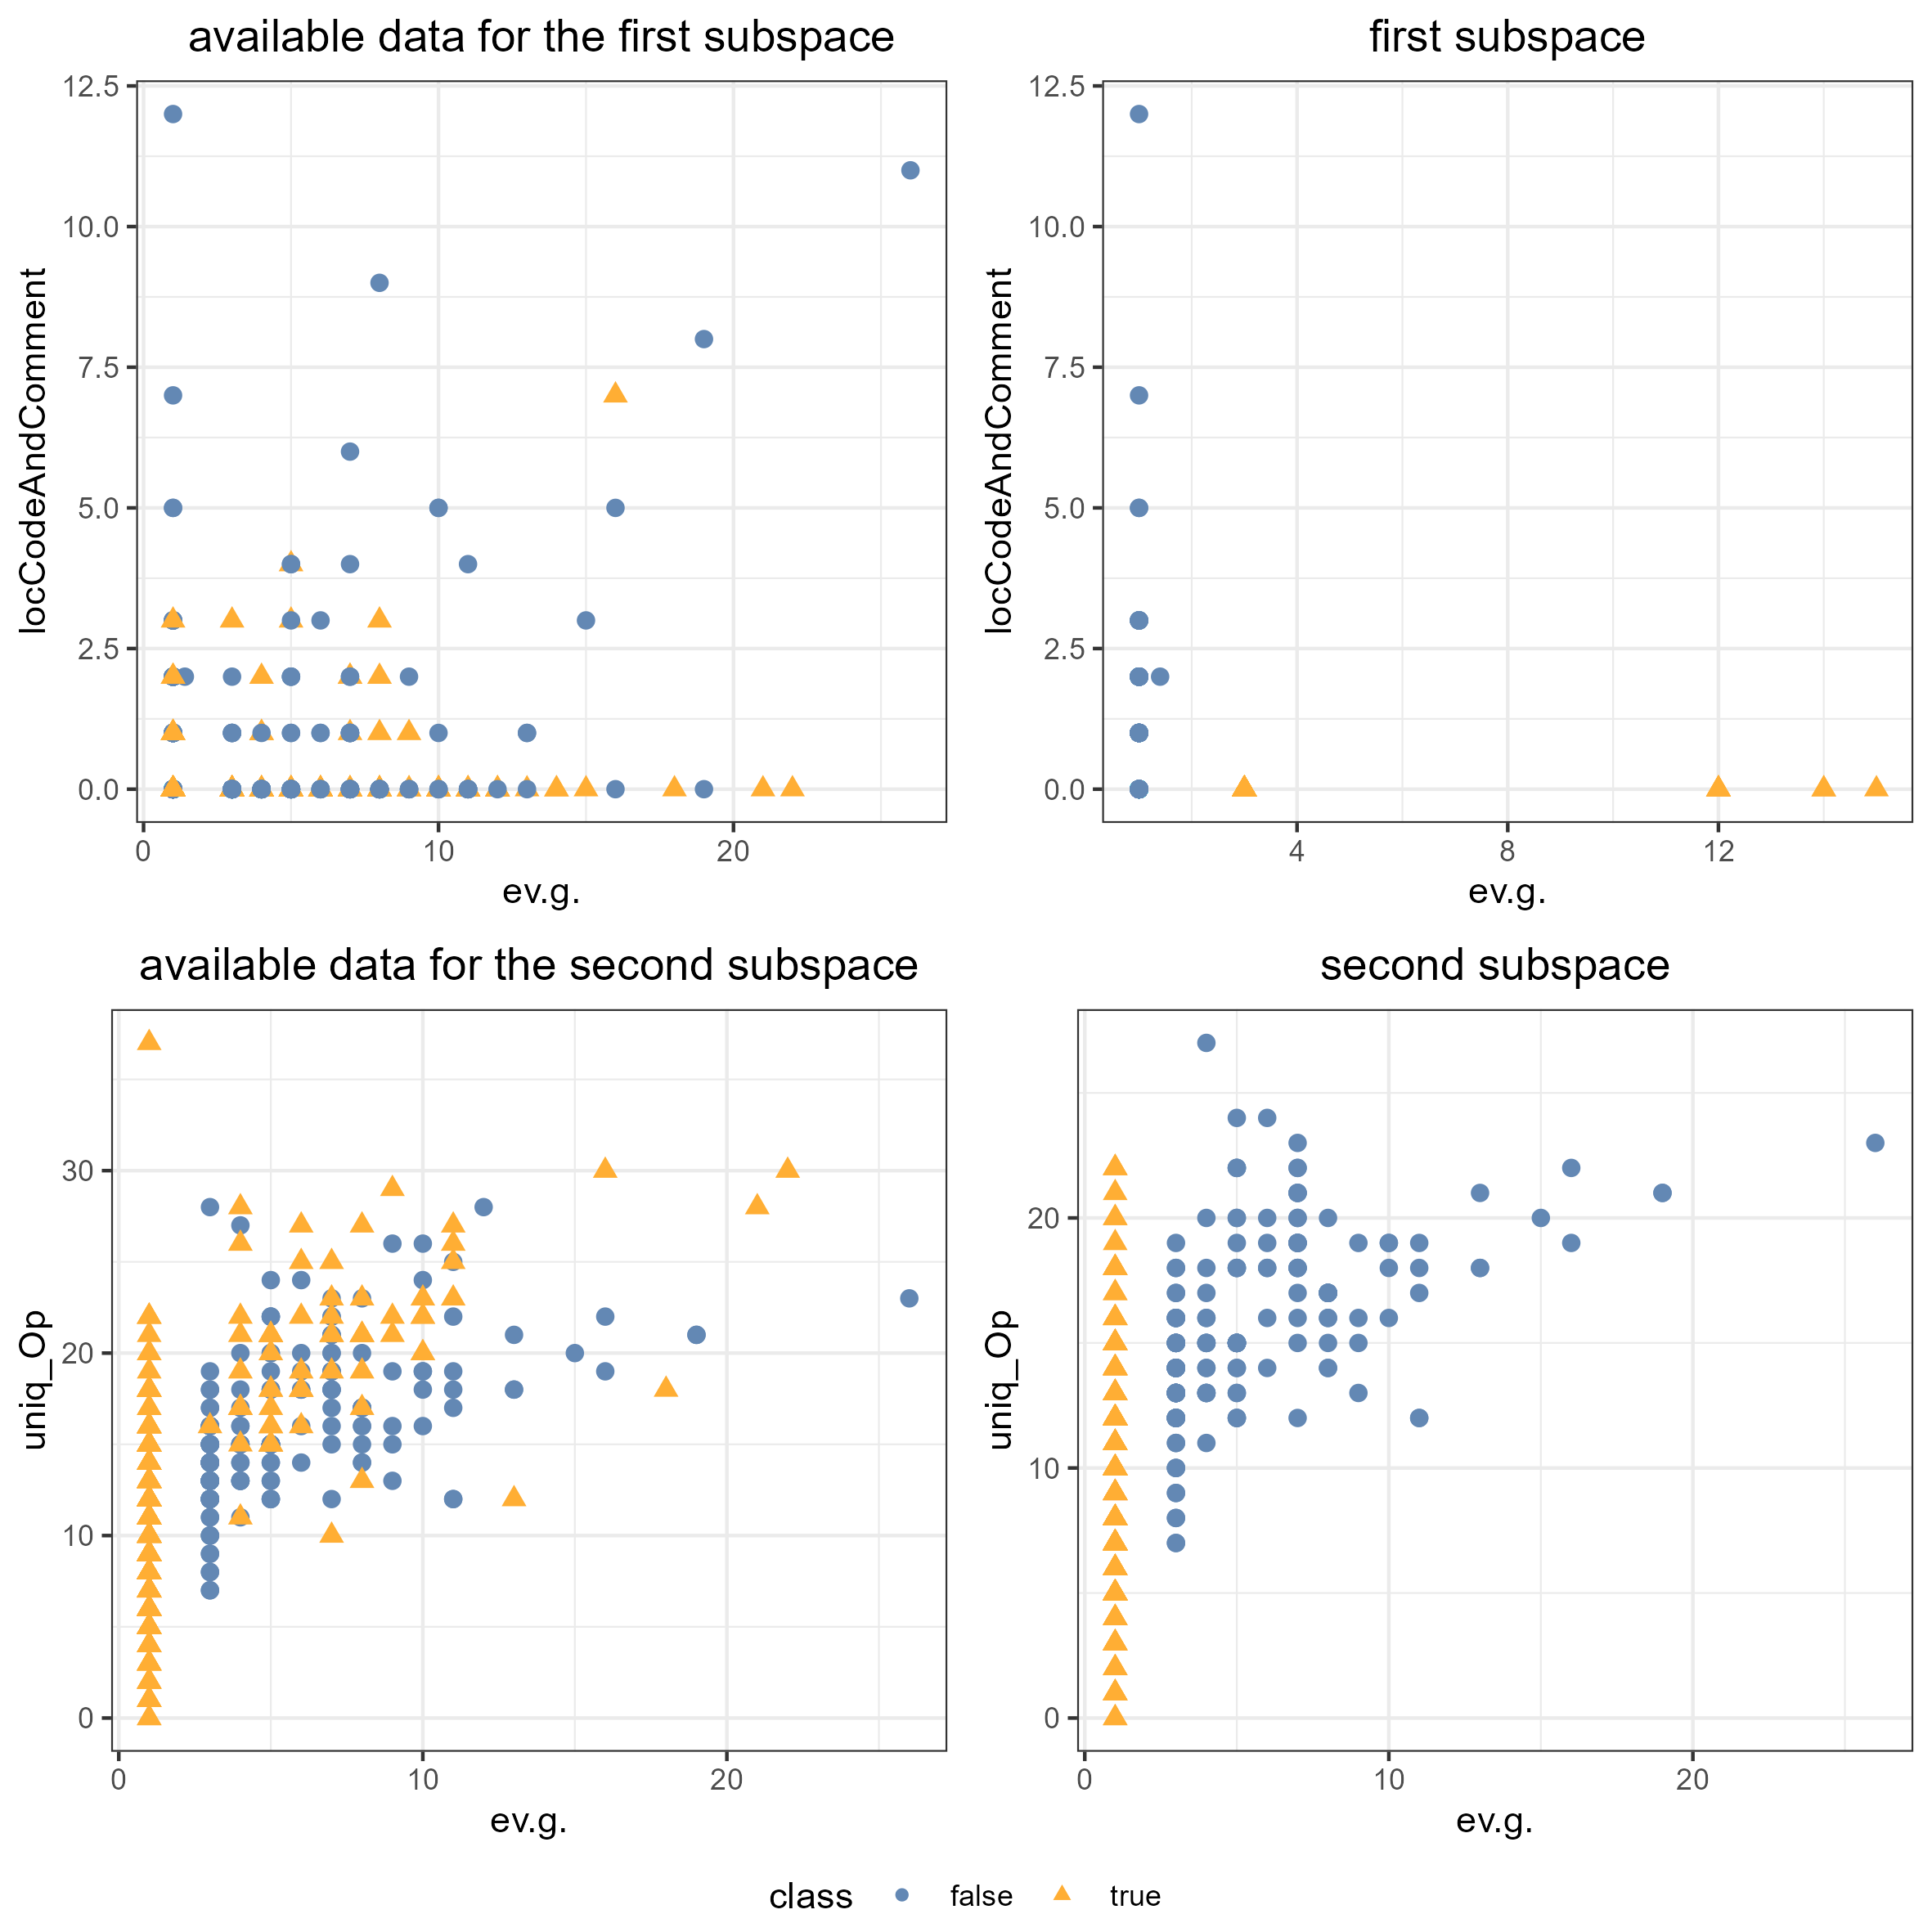 available data for the first subspace
locCodeAndComment
12.5
10.0
7.5
5.0
2.5
0.0
0 10 20
ev.g.
first subspace
locCodeAndComment
12.5
10.0
7.5
5.0
2.5
0.0
4 8 12
ev.g.
available data for the second subspace
uniq_Op
30
20
10
0
0 10 20
ev.g.
second subspace
uniq_Op
20
10
0
0 10 20
ev.g.
class false true